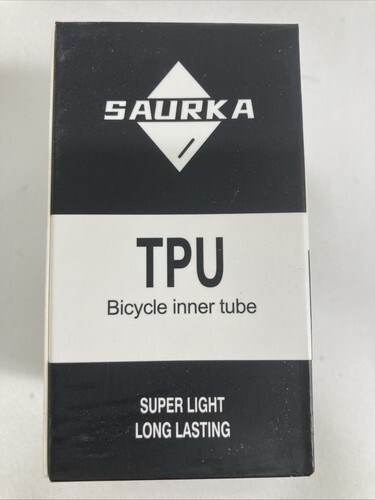 SAURKA
TPU
Bicycle inner tube
SUPER LIGHT
LONG LASTING